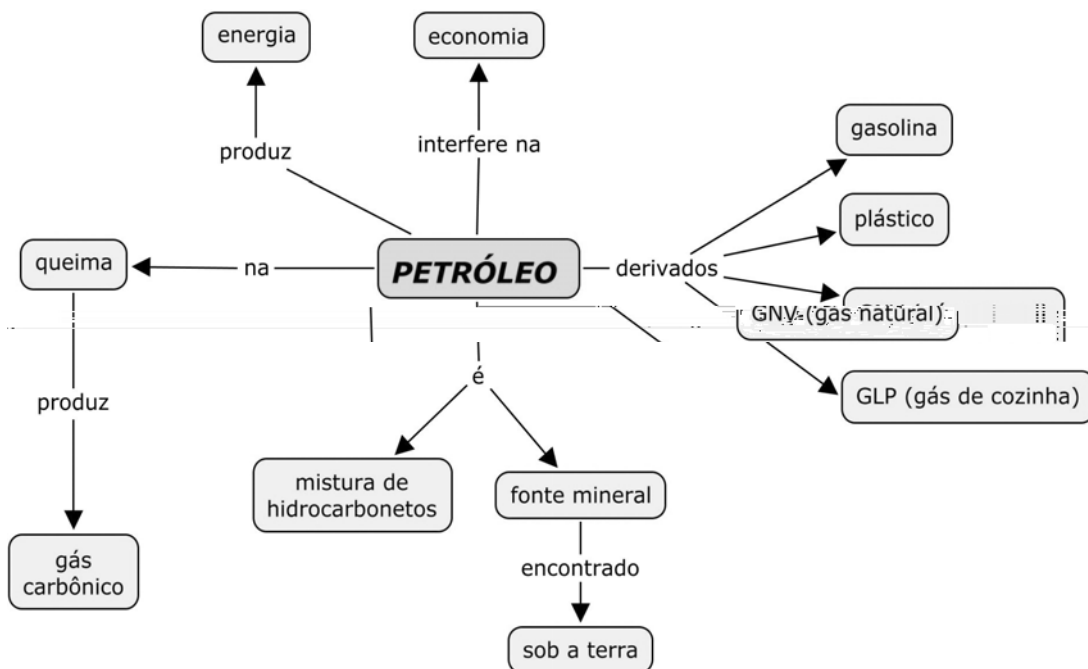 energia
economia
produz
interfere na
gasolina
plástico
queima
na
PETRÓLEO
derivados
GNV (gás natural)
produz
é
GLP (gás de cozinha)
mistura de
hidrocarbonetos
fonte mineral
gás
carbônico
encontrado
sob a terra